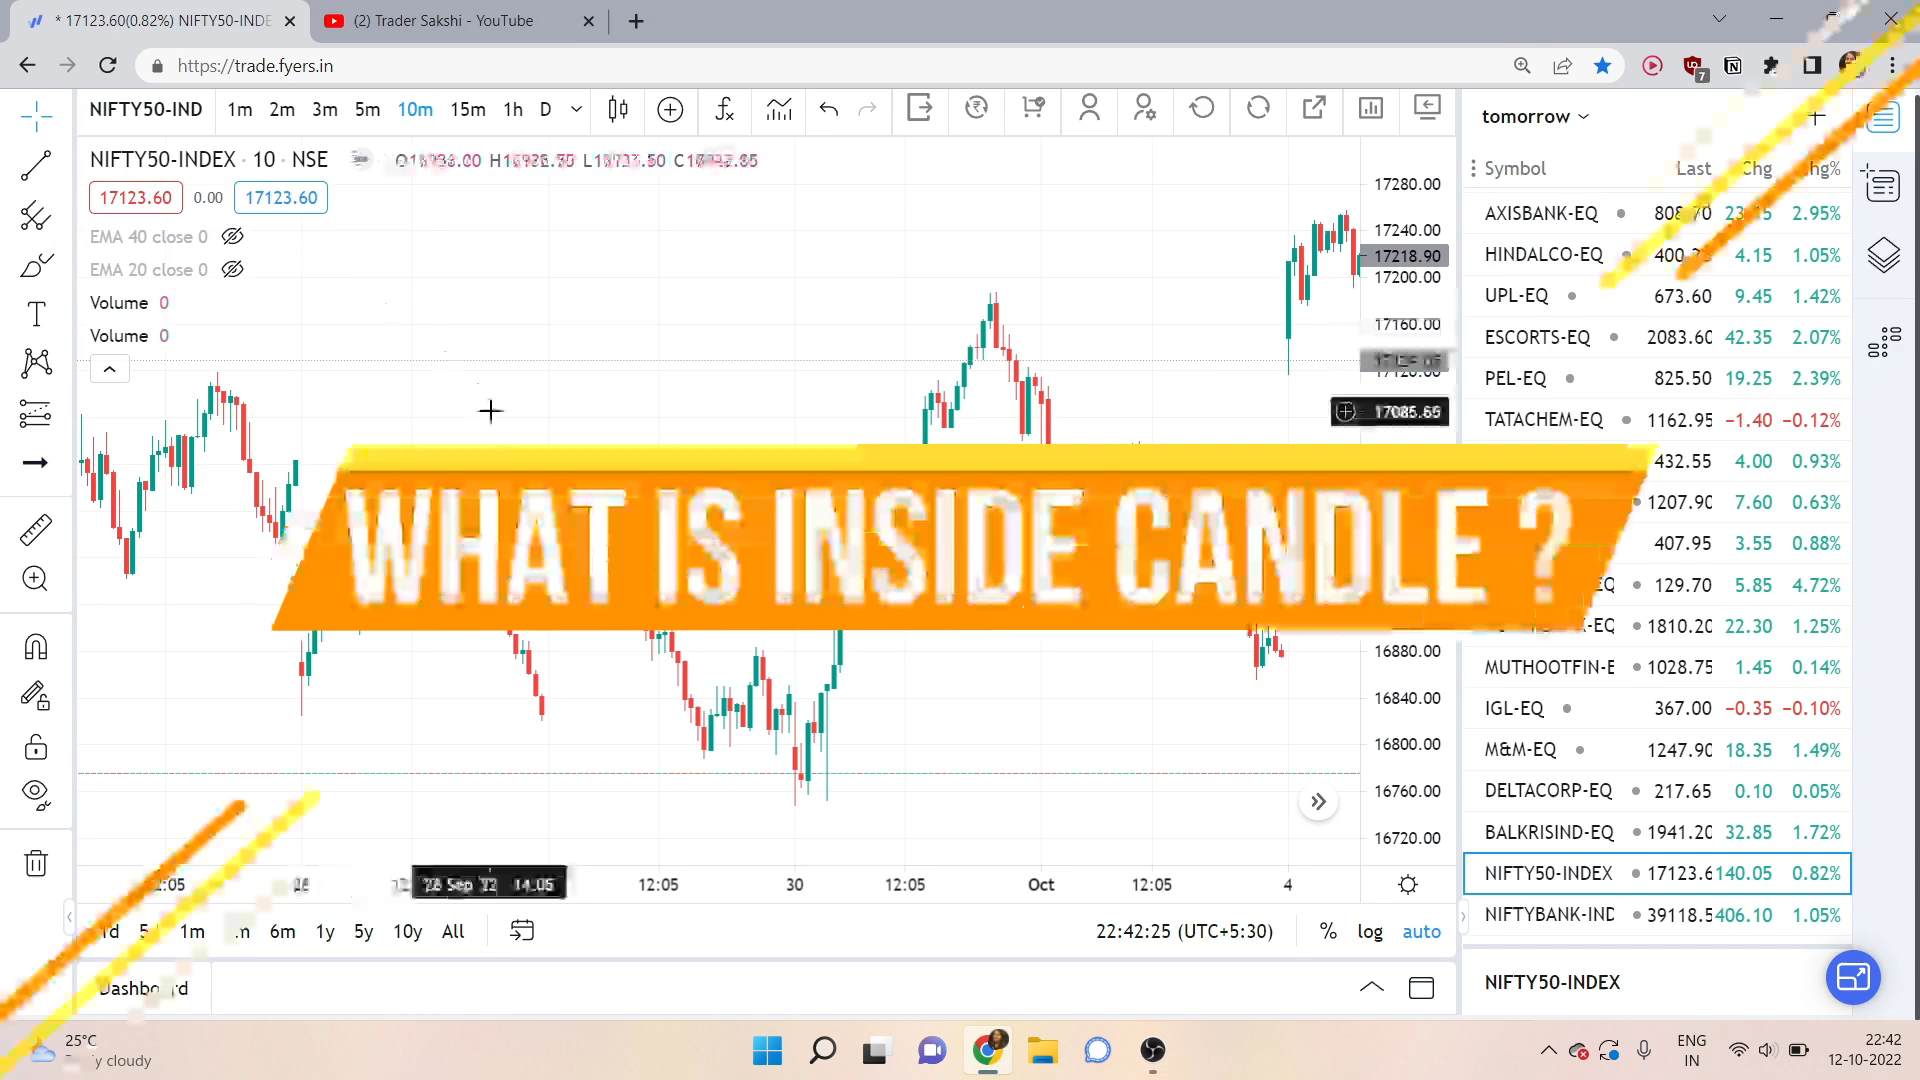 * 17123.60(0.82%) NIFTY50-INDE
(2) Trader Sakshi - YouTube
https://trade.fyers.in
7
NIFTY50-IND 1m 2m 3m 5m 10m 15m 1h D
tomorrow
NIFTY50-INDEX · 10 · NSE
17123.60 0.00 17123.60
EMA 40 close 0
EMA 20 close 0
Volume 0
Volume 0
17280.00
17240.00
17218.90
17200.00
17160.00
17120.00
17085.65
WHAT IS INSIDE CANDLE ?
16880.00
16840.00
16800.00
16760.00
16720.00
28 Sep '22 14:05
12:05 30 12:05 Oct 12:05 4
1m 6m 1y 5y 10y All
22:42:25 (UTC+5:30) % log auto
Symbol Last Chg
AXISBANK-EQ 2.95%
HINDALCO-EQ 4.15 1.05%
UPL-EQ 673.60 9.45 1.42%
ESCORTS-EQ 2083.60 42.35 2.07%
PEL-EQ 825.50 19.25 2.39%
TATACHEM-EQ 1162.95 −1.40 −0.12%
432.55 4.00 0.93%
1207.90 7.60 0.63%
407.95 3.55 0.88%
129.70 5.85 4.72%
1810.20 22.30 1.25%
MUTHOOTFIN-E 1028.75 1.45 0.14%
IGL-EQ 367.00 −0.35 −0.10%
M&M-EQ 1247.90 18.35 1.49%
DELTACORP-EQ 217.65 0.10 0.05%
BALKRISIND-EQ 1941.20 32.85 1.72%
NIFTY50-INDEX 17123.6 140.05 0.82%
NIFTYBANK-IND 39118.5 406.10 1.05%
NIFTY50-INDEX
Dashboard
25°C
cloudy
ENG
IN
22:42
12-10-2022